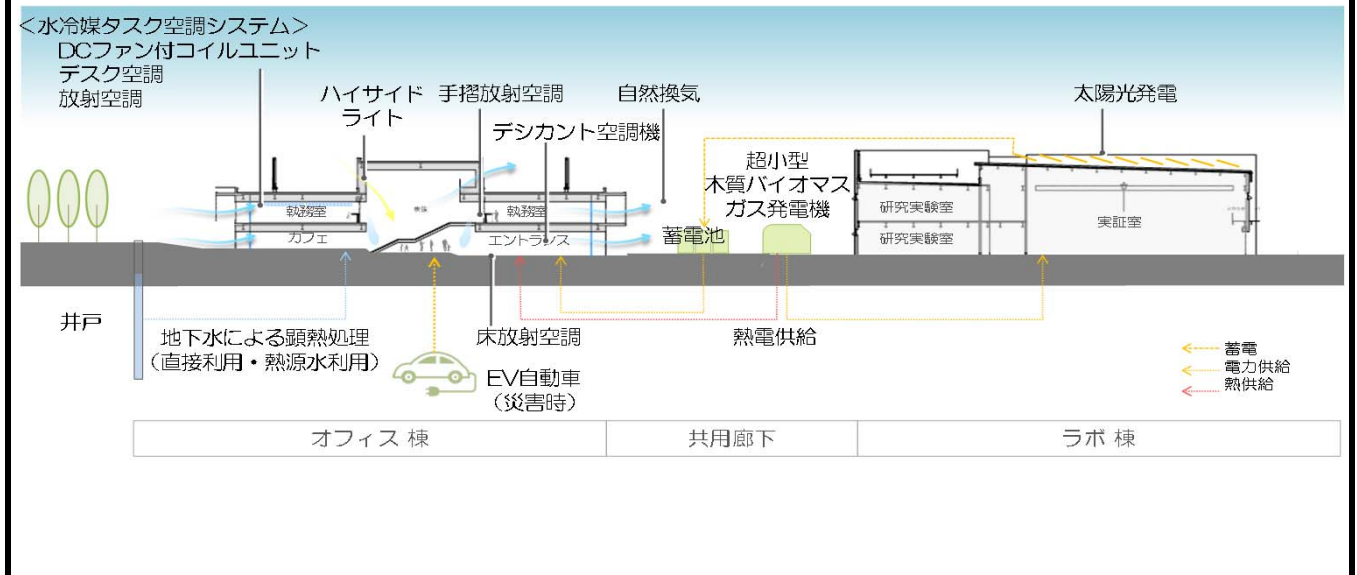 ＜水冷媒タスク空調システム＞
DCファン付コイルユニット
デスク空調
放射空調
ハイサイド
ライト
手摺放射空調
デシカント空調機
自然換気
太陽光発電
超小型
木質バイオマス
ガス発電機
蓄電池
執務室
カフェ
執務室
エントランス
研究実験室
研究実験室
実証室
井戸
地下水による顕熱処理
（直接利用・熱源水利用）
EV自動車
（災害時）
床放射空調
熱電供給
蓄電
電力供給
熱供給
オフィス 棟
共用廊下
ラボ 棟